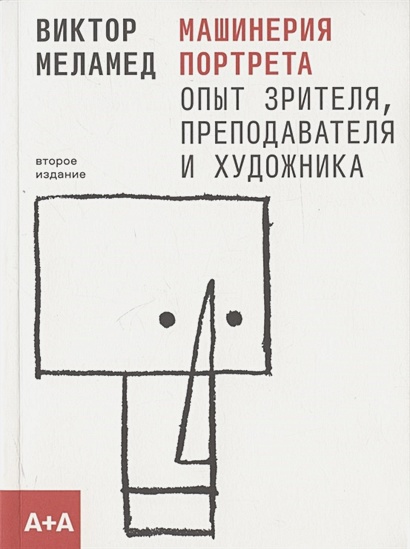 ВИКТОР
МЕЛАМЕД
МАШИНЕРИЯ
ПОРТРЕТА
ОПЫТ ЗРИТЕЛЯ,
ПРЕПОДАВАТЕЛЯ
И ХУДОЖНИКА
второе
издание
А+А